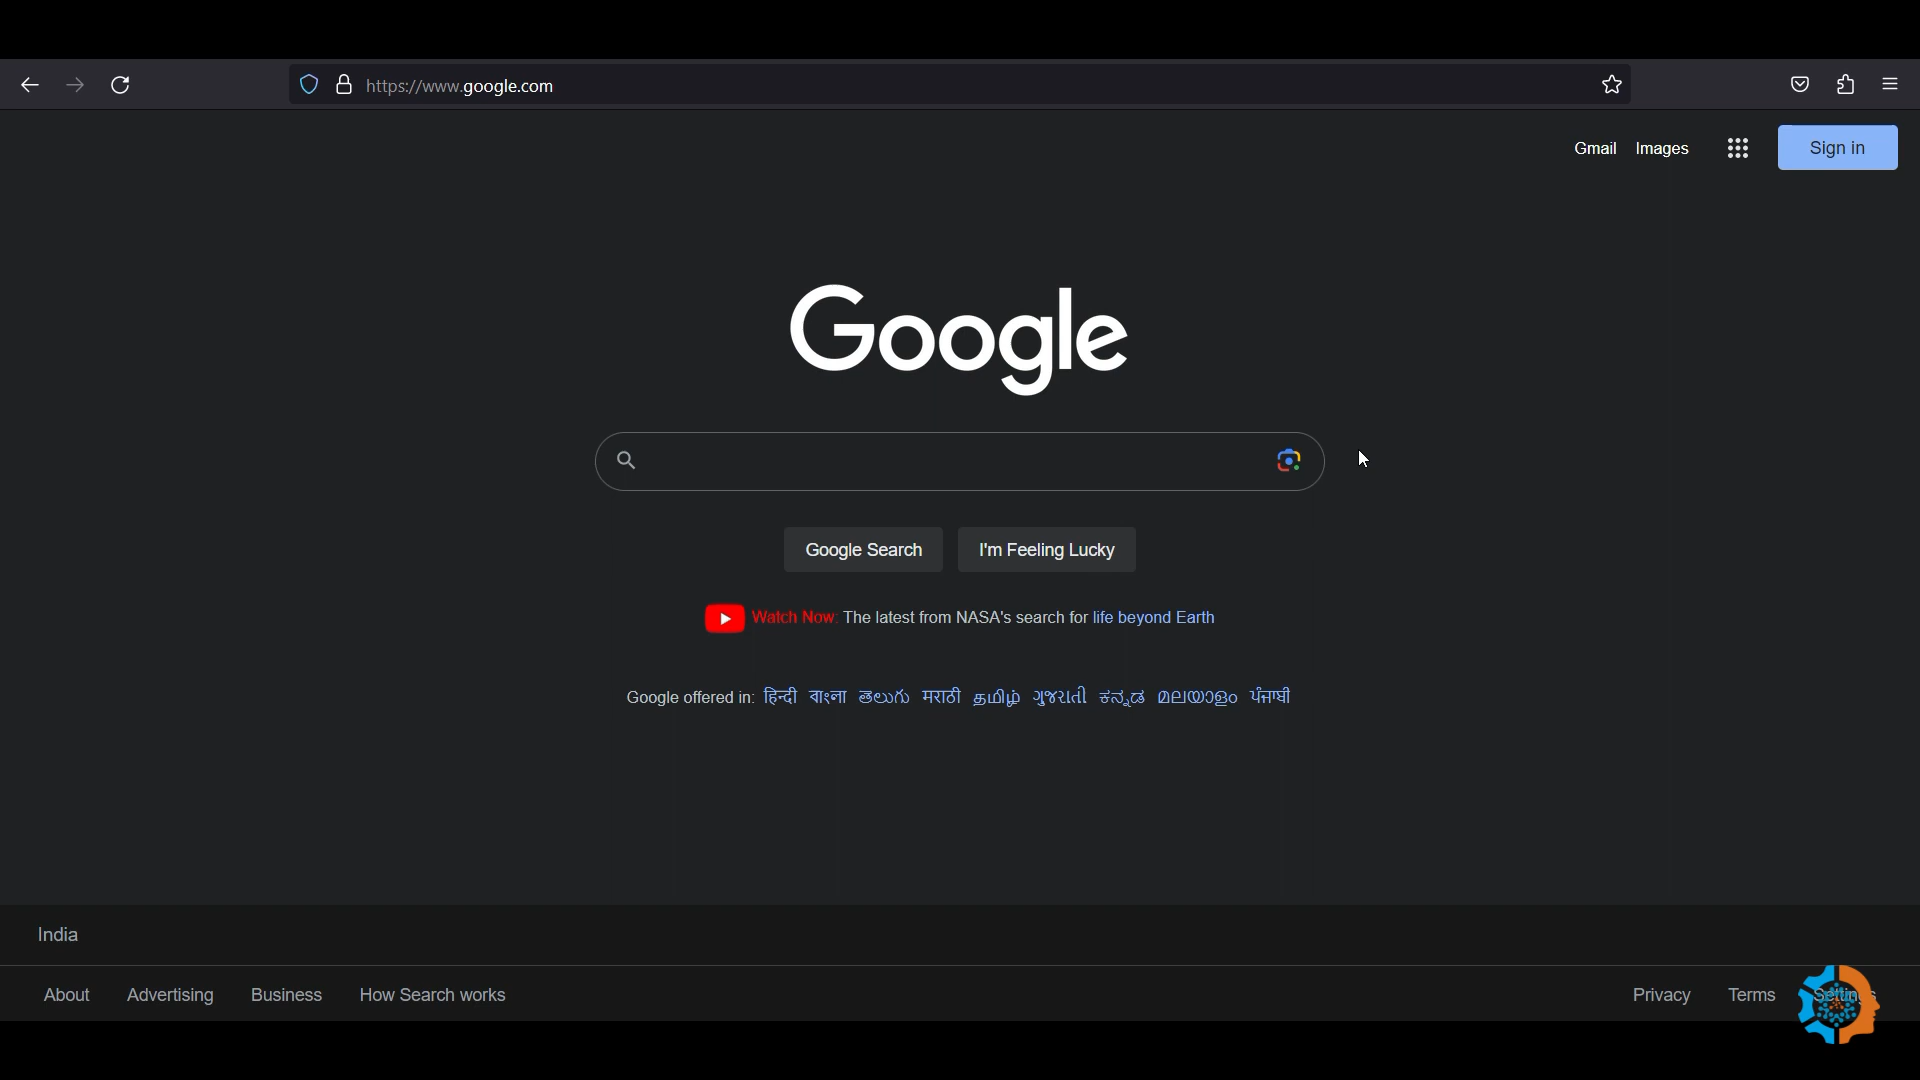 https://www.google.com
Gmail Images Sign in
Google
Google Search I'm Feeling Lucky
Watch Now: The latest from NASA's search for life beyond Earth
Google offered in: हिन्दी বাংলা తెలుగు मराठी தமிழ் ગુજરાતી ಕನ್ನಡ മലയാളം ਪੰਜਾਬੀ
India
About Advertising Business How Search works Privacy Terms Settings